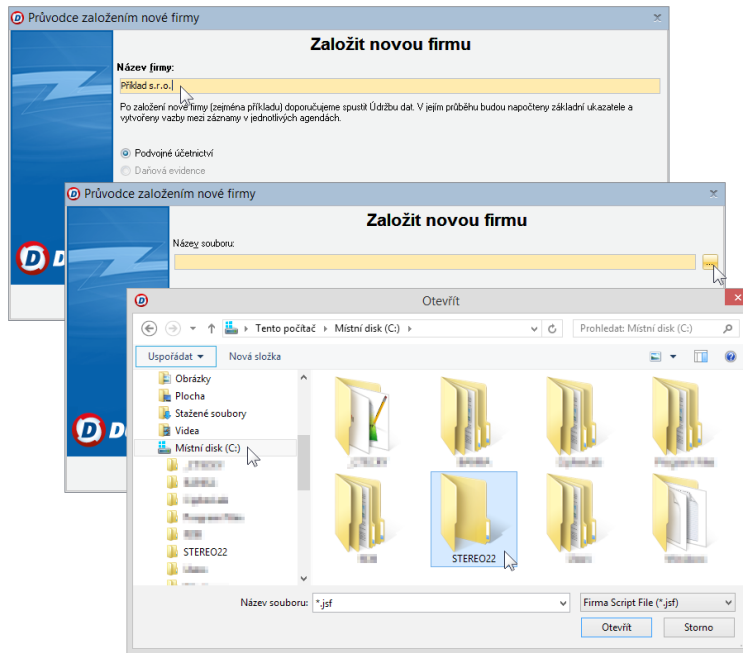 Průvodce založením nové firmy
Založit novou firmu
Název firmy:
Příklad s.r.o.
Po založení nové firmy (zejména příkladu) doporučujeme spustit Údržbu dat. V jejím průběhu budou napočteny základní ukazatele a
vytvořeny vazby mezi záznamy v jednotlivých agendách.
Podvojné účetnictví
Daňová evidence
Průvodce založením nové firmy
Založit novou firmu
Název souboru:
...
Otevřít
Tento počítač
Místní disk (C:)
Prohledat: Místní disk (C:)
Uspořádat
Nová složka
Obrázky
Plocha
Stažené soubory
Videa
Místní disk (C:)
STEREO22
STEREO22
Název souboru:
*.jsf
Firma Script File (*.jsf)
Otevřít
Storno